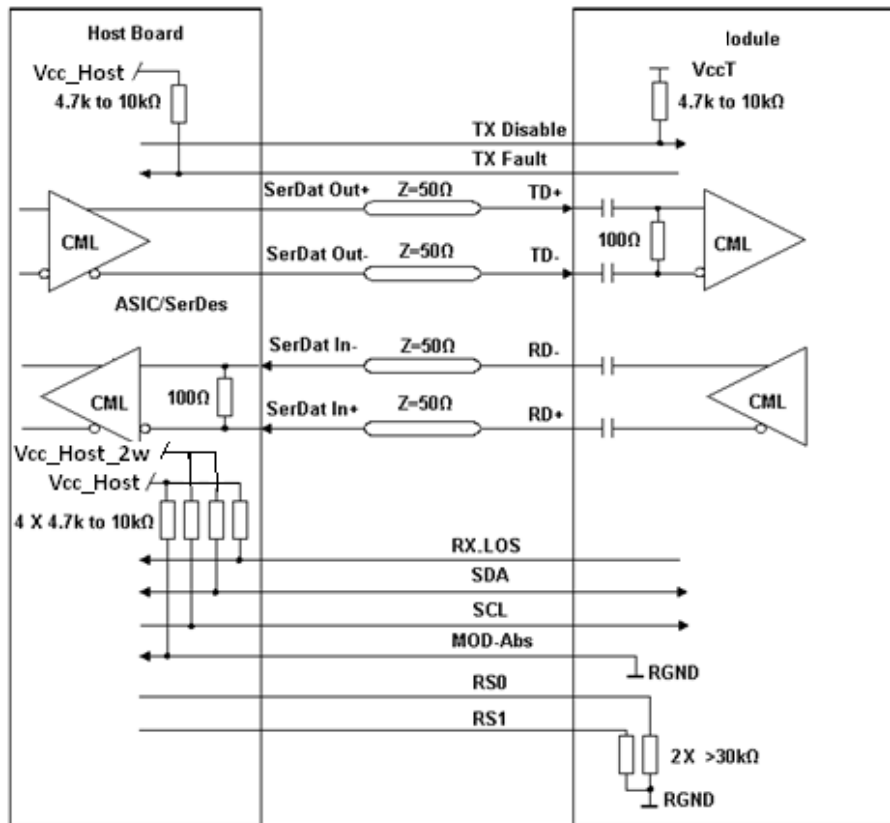 Host Board
lodule
Vcc_Host
4.7k to 10kΩ
VccT
4.7k to 10kΩ
TX Disable
TX Fault
SerDat Out+
Z=50Ω
TD+
CML
100Ω
CML
SerDat Out-
Z=50Ω
TD-
ASIC/SerDes
SerDat In-
Z=50Ω
RD-
CML
100Ω
CML
SerDat In+
Z=50Ω
RD+
Vcc_Host_2w
Vcc_Host
4 X 4.7k to 10kΩ
RX.LOS
SDA
SCL
MOD-Abs
RGND
RS0
RS1
2X >30kΩ
RGND